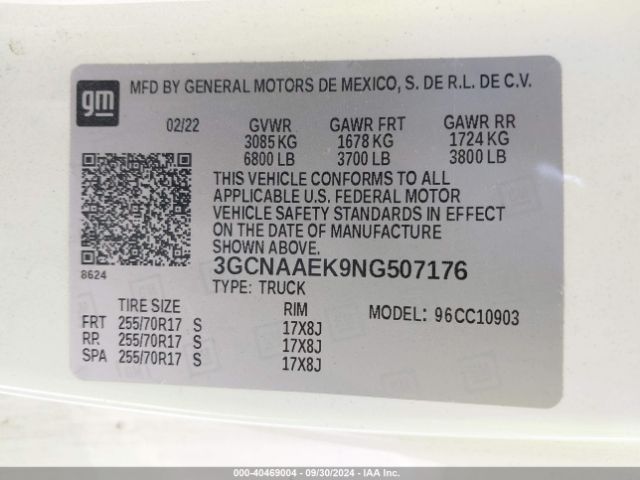 gm
MFD BY GENERAL MOTORS DE MEXICO, S. DE R.L. DE C.V.
02/22 GVWR GAWR FRT GAWR RR
3085 KG 1678 KG 1724 KG
6800 LB 3700 LB 3800 LB
THIS VEHICLE CONFORMS TO ALL
APPLICABLE U.S. FEDERAL MOTOR
VEHICLE SAFETY STANDARDS IN EFFECT
ON THE DATE OF MANUFACTURE
SHOWN ABOVE.
8624
3GCNAAEK9NG507176
TYPE: TRUCK
TIRE SIZE RIM MODEL: 96CC10903
FRT 255/70R17 S 17X8J
RR 255/70R17 S 17X8J
SPA 255/70R17 S 17X8J
000-40469004 - 09/30/2024 - IAA Inc.